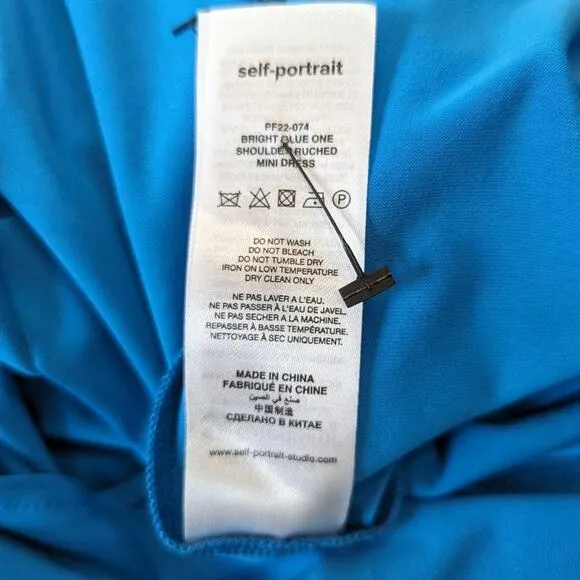 self-portrait
PF22-074
BRIGHT BLUE ONE
SHOULDER RUCHED
MINI DRESS
P
DO NOT WASH
DO NOT BLEACH
DO NOT TUMBLE DRY
IRON ON LOW TEMPERATURE
DRY CLEAN ONLY
NE PAS LAVER A L'EAU.
NE PAS PASSER À L'EAU DE JAVEL.
NE PAS SECHER A LA MACHINE.
REPASSER À BASSE TEMPÉRATURE.
NETTOYAGE À SEC UNIQUEMENT.
MADE IN CHINA
FABRIQUÉ EN CHINE
صنع في الصين
中国制造
СДЕЛАНО В КИТАЕ
www.self-portrait-studio.com